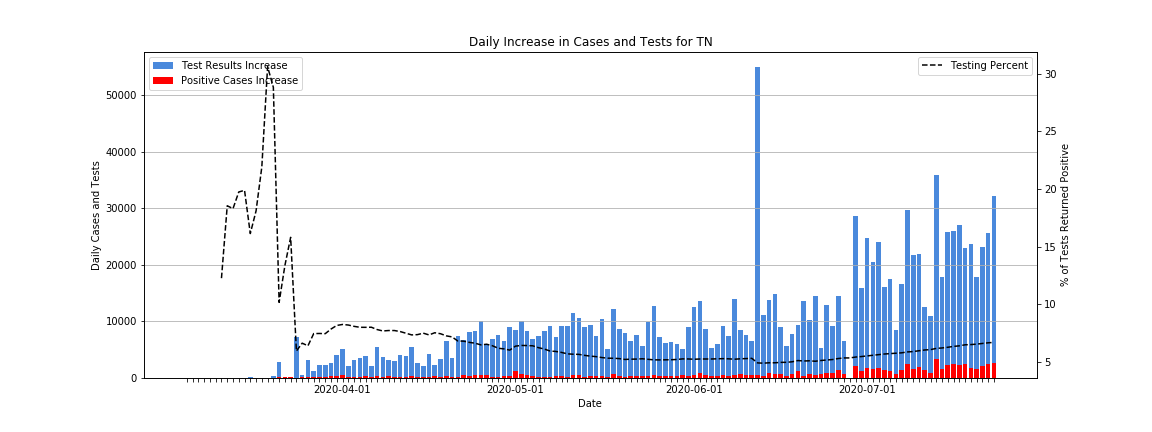 Daily Increase in Cases and Tests for TN
Test Results Increase
Positive Cases Increase
Testing Percent
50000
40000
30000
20000
10000
0
Daily Cases and Tests
30
25
20
15
10
5
% of Tests Returned Positive
2020-04-01
2020-05-01
2020-06-01
2020-07-01
Date